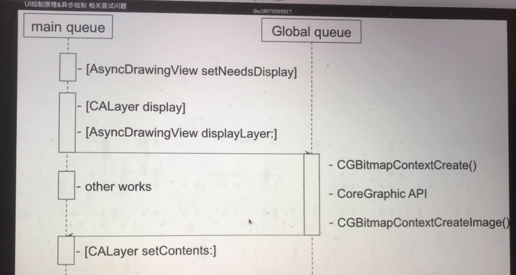 UI绘制原理&异步绘制 相关面试问题
main queue
Global queue
- [AsyncDrawingView setNeedsDisplay]
- [CALayer display]
- [AsyncDrawingView displayLayer:]
- CGBitmapContextCreate()
- other works
- CoreGraphic API
- CGBitmapContextCreateImage()
- [CALayer setContents:]